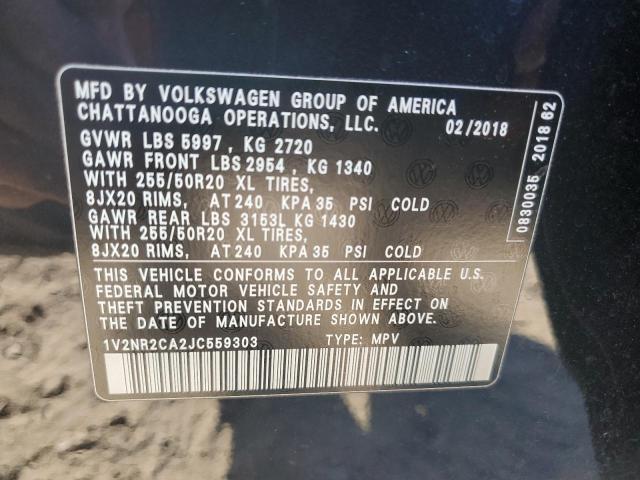 MFD BY VOLKSWAGEN GROUP OF AMERICA
CHATTANOOGA OPERATIONS, LLC. 02/2018
GVWR LBS 5997 , KG 2720
GAWR FRONT LBS 2954 , KG 1340
WITH 255/50R20 XL TIRES,
8JX20 RIMS, AT 240 KPA 35 PSI COLD
GAWR REAR LBS 3153L KG 1430
WITH 255/50R20 XL TIRES,
8JX20 RIMS, AT 240 KPA 35 PSI COLD
THIS VEHICLE CONFORMS TO ALL APPLICABLE U.S.
FEDERAL MOTOR VEHICLE SAFETY AND
THEFT PREVENTION STANDARDS IN EFFECT ON
THE DATE OF MANUFACTURE SHOWN ABOVE.
1V2NR2CA2JC559303 TYPE: MPV
0830035 2018 62